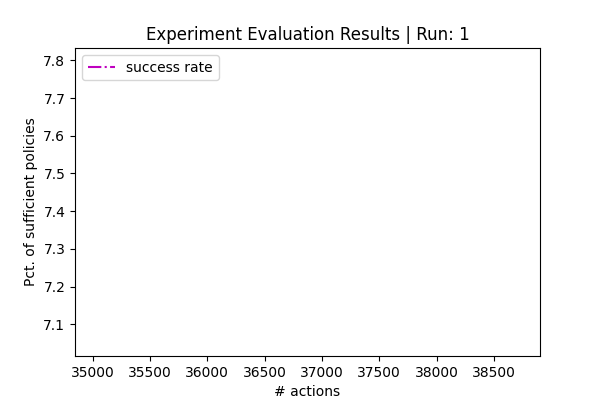 Experiment Evaluation Results | Run: 1
success rate
Pct. of sufficient policies
7.8
7.7
7.6
7.5
7.4
7.3
7.2
7.1
35000 35500 36000 36500 37000 37500 38000 38500
# actions